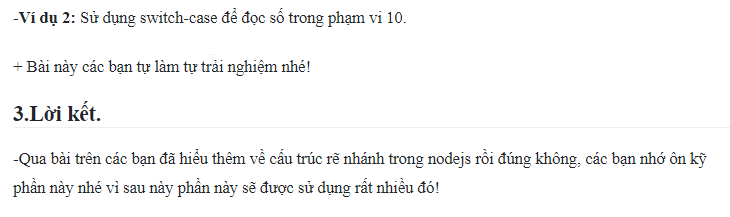 -Ví dụ 2: Sử dụng switch-case để đọc số trong phạm vi 10.
+ Bài này các bạn tự làm tự trải nghiệm nhé!
3.Lời kết.
-Qua bài trên các bạn đã hiểu thêm về cấu trúc rẽ nhánh trong nodejs rồi đúng không, các bạn nhớ ôn kỹ
phần này nhé vì sau này phần này sẽ được sử dụng rất nhiều đó!